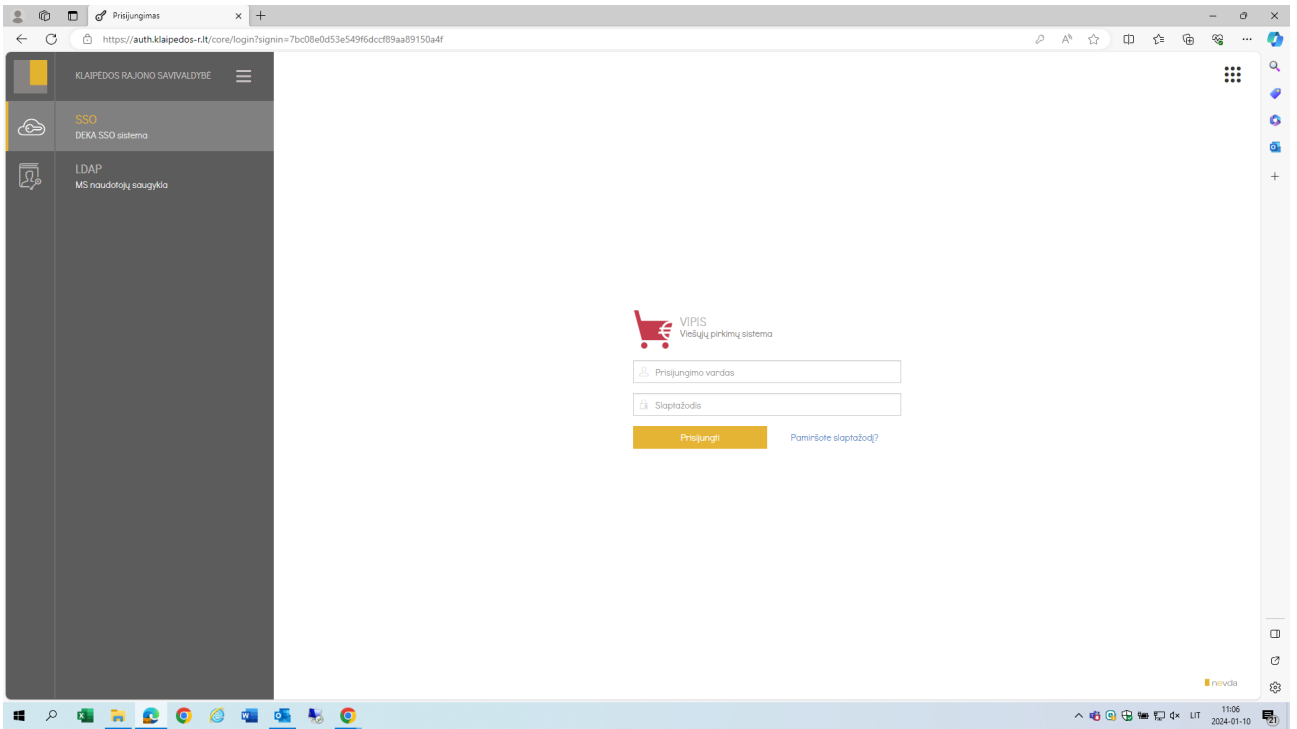 Prisijungimas
https://auth.klaipedos-r.lt/core/login?signin=7bc08e0d53e549f6dccf89aa89150a4f
KLAIPĖDOS RAJONO SAVIVALDYBĖ
SSO
DEKA SSO sistema
LDAP
MS naudotojų saugykla
VIPIS
Viešųjų pirkimų sistema
Prisijungimo vardas
Slaptažodis
Prisijungti
Pamiršote slaptažodį?
nevda
LIT
11:06
2024-01-10
21